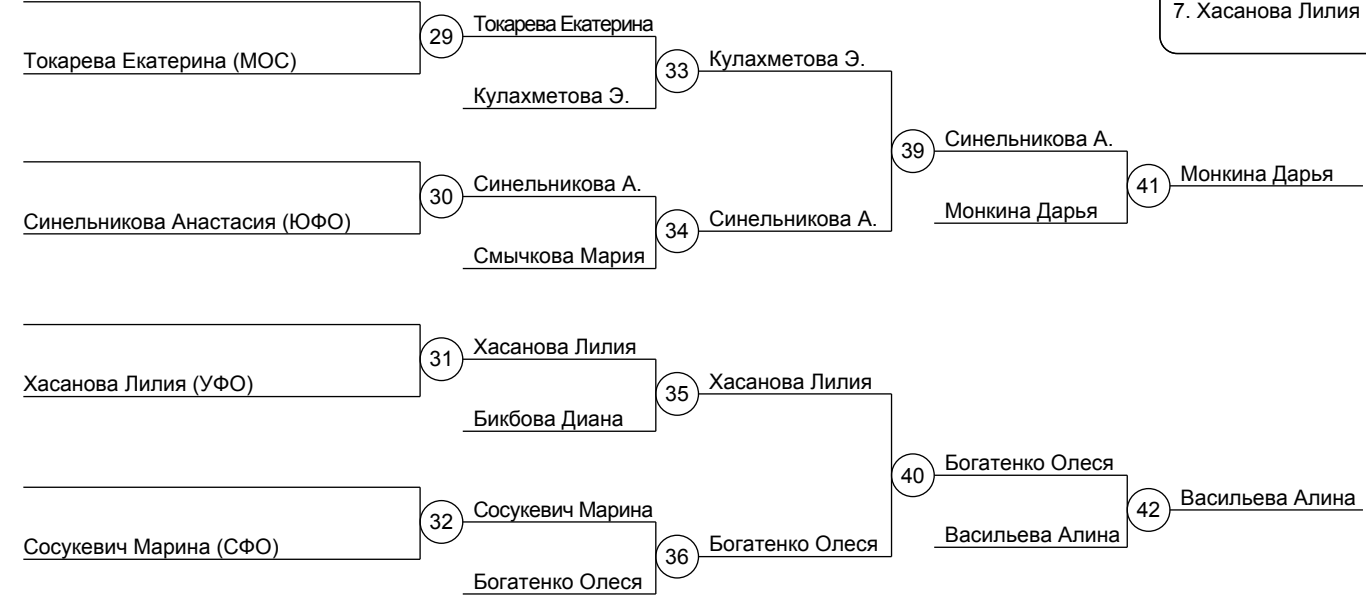 7. Хасанова Лилия
Токарева Екатерина
29
Токарева Екатерина (МОС)
Кулахметова Э.
33
Кулахметова Э.
Синельникова А.
39
Монкина Дарья
41
Синельникова А.
30
Монкина Дарья
Синельникова Анастасия (ЮФО)
Синельникова А.
34
Смычкова Мария
Хасанова Лилия
31
Хасанова Лилия (УФО)
Хасанова Лилия
35
Бикбова Диана
Богатенко Олеся
40
Васильева Алина
Сосукевич Марина
42
32
Васильева Алина
Сосукевич Марина (СФО)
Богатенко Олеся
36
Богатенко Олеся